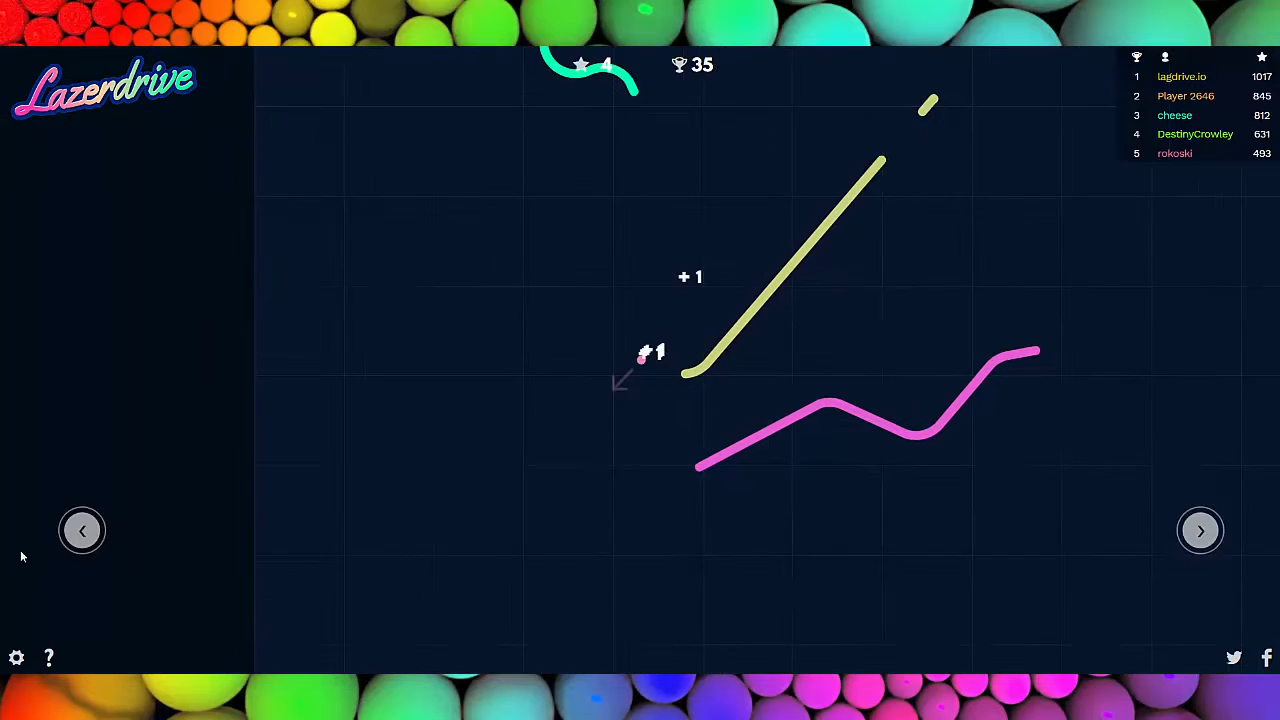 Lazerdrive
4
35
1 lagdrive.io 1017
2 Player 2646 845
3 cheese 812
4 DestinyCrowley 631
5 rokoski 493
+ 1
+1
‹
›
?